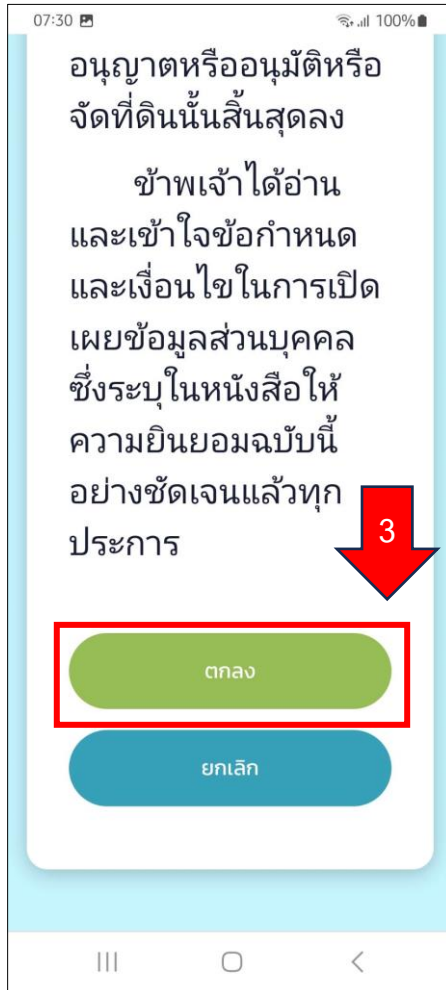 07:30 100%
อนุญาตหรืออนุมัติหรือ
จัดที่ดินนั้นสิ้นสุดลง
ข้าพเจ้าได้อ่าน
และเข้าใจข้อกำหนด
และเงื่อนไขในการเปิด
เผยข้อมูลส่วนบุคคล
ซึ่งระบุในหนังสือให้
ความยินยอมฉบับนี้
อย่างชัดเจนแล้วทุก
ประการ
3
ตกลง
ยกเลิก